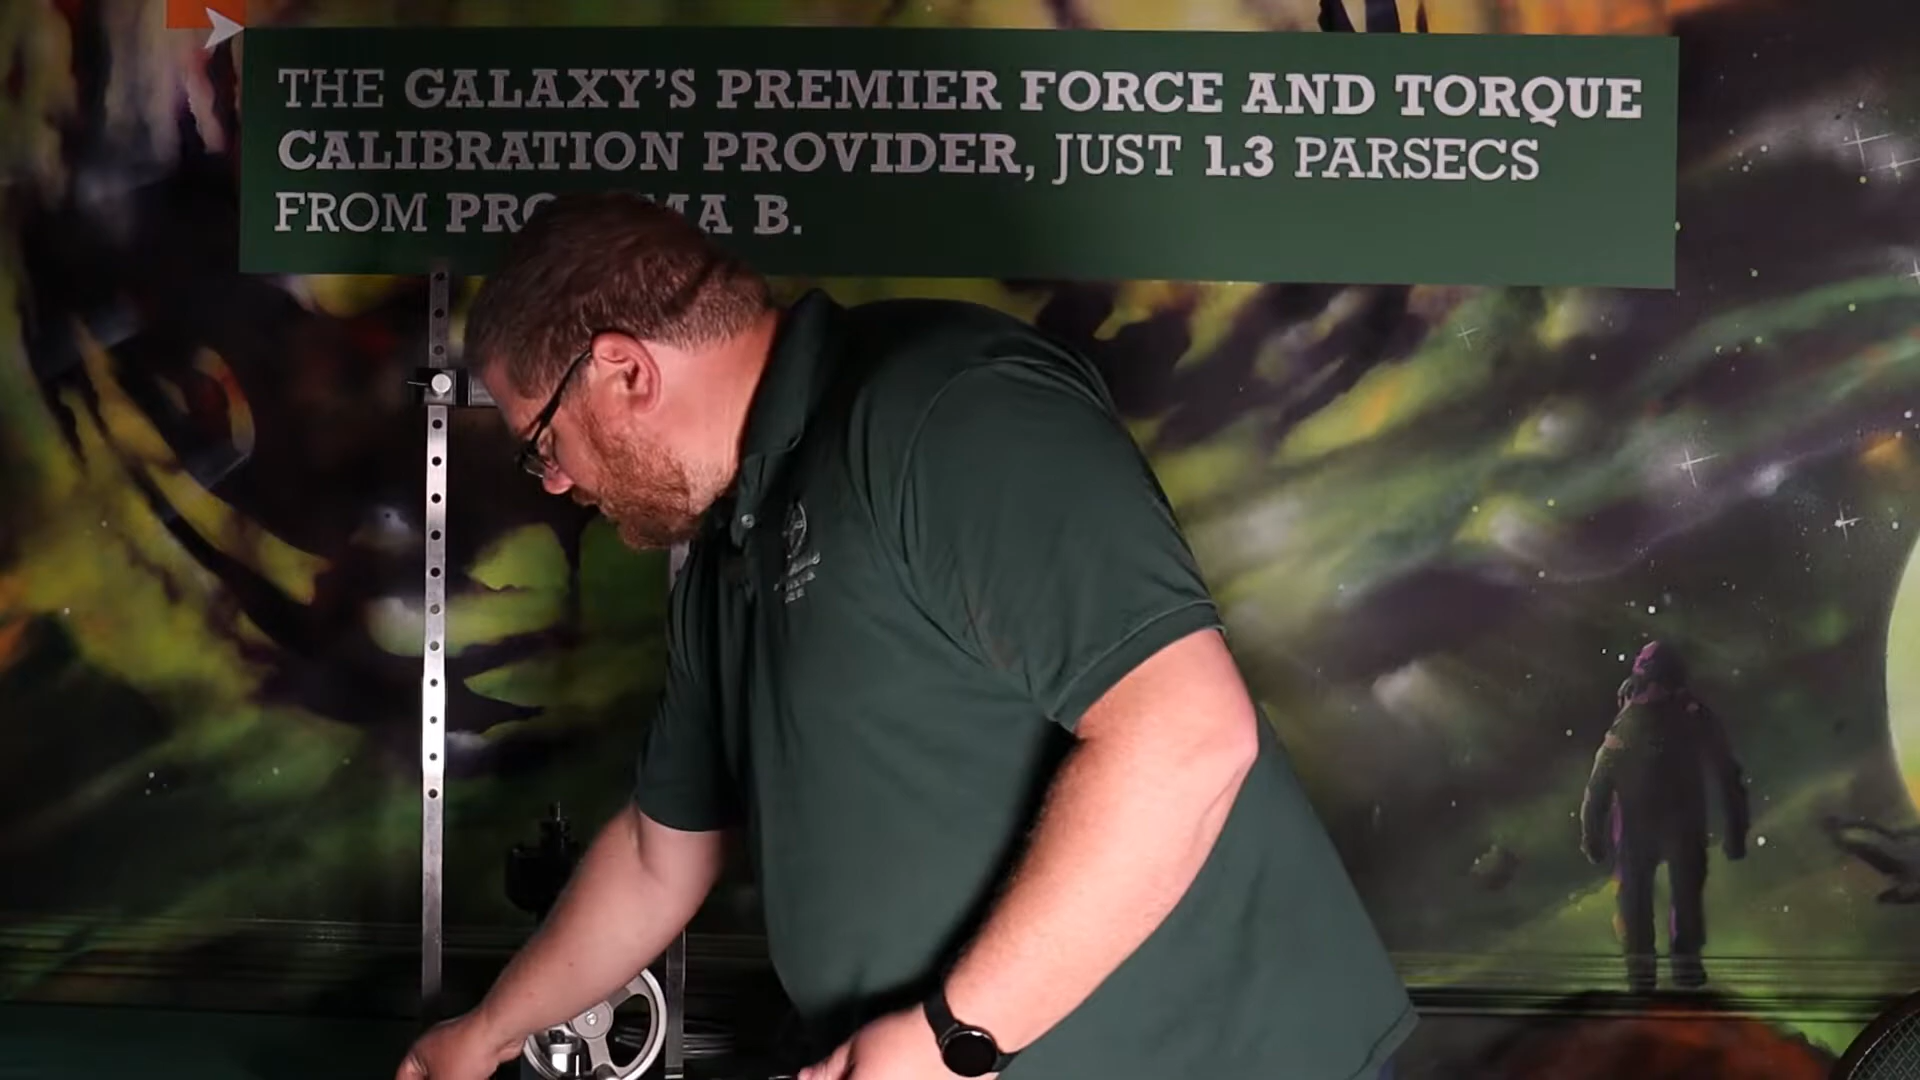 THE GALAXY'S PREMIER FORCE AND TORQUE
CALIBRATION PROVIDER, JUST 1.3 PARSECS
FROM B.